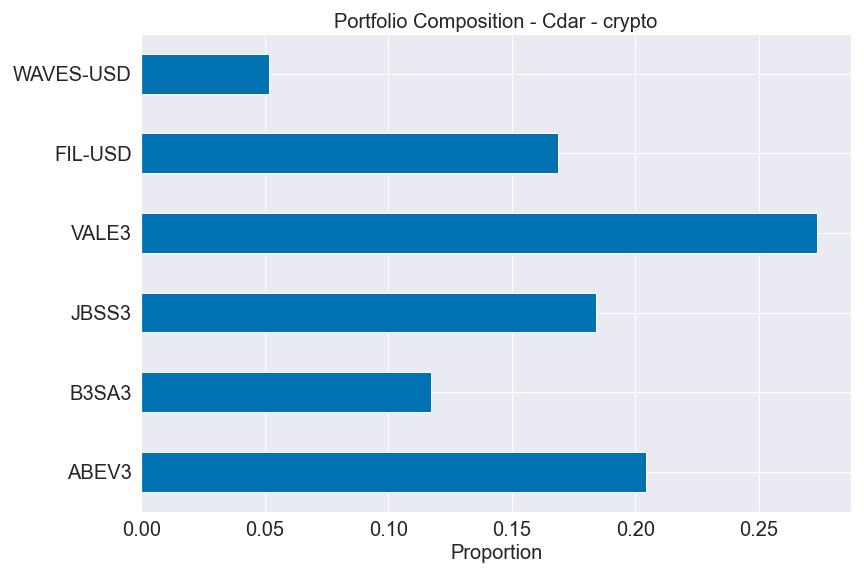 Portfolio Composition - Cdar - crypto
WAVES-USD
FIL-USD
VALE3
JBSS3
B3SA3
ABEV3
0.00 0.05 0.10 0.15 0.20 0.25
Proportion